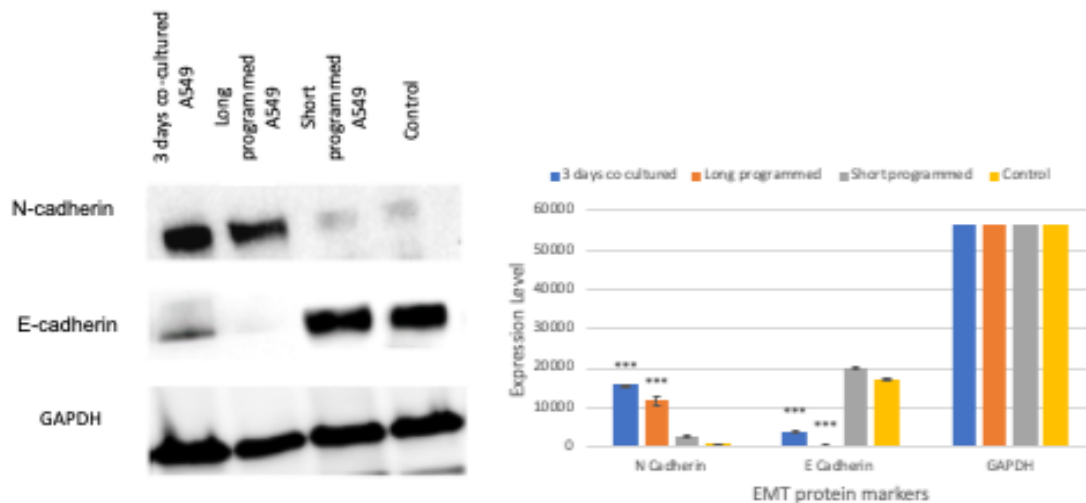 3 days co-cultured
A549
Long
programmed
A549
Short
programmed
A549
Control
N-cadherin
E-cadherin
GAPDH
3 days co cultured Long programmed Short programmed Control
Expression Level
60000
50000
40000
30000
20000
10000
0
***
***
***
***
N Cadherin E Cadherin GAPDH
EMT protein markers